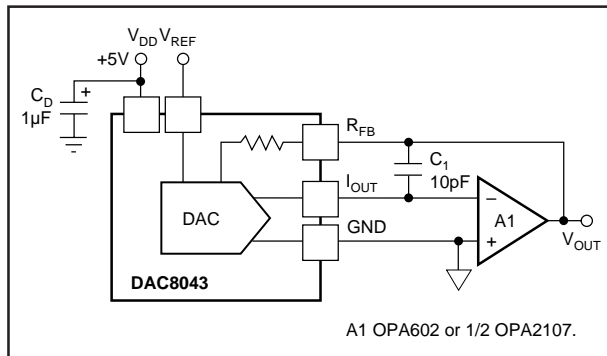 V_DD V_REF
+5V
C_D
+
1µF
R_FB
C_1
10pF
I_OUT
DAC
GND
–
A1
+
V_OUT
DAC8043
A1 OPA602 or 1/2 OPA2107.